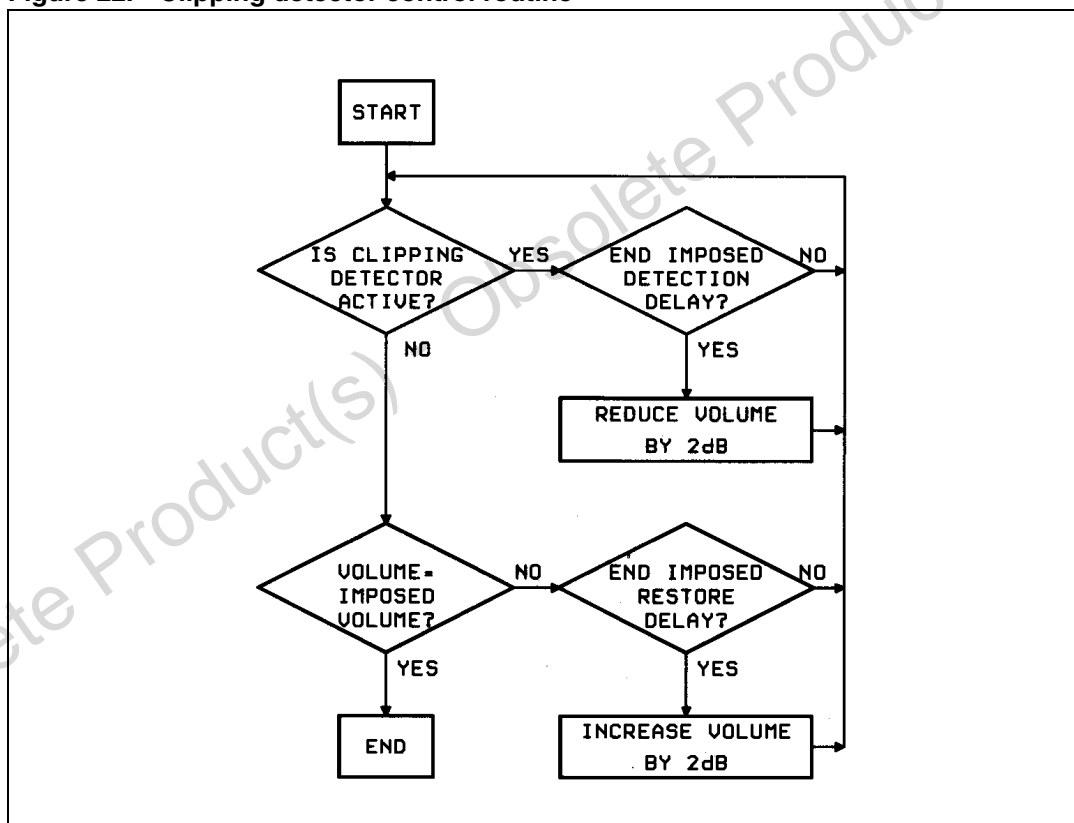 Figure 22. Clipping detector control routine
START
IS CLIPPING
DETECTOR
ACTIVE?
YES
END IMPOSED
DETECTION
DELAY?
NO
NO
YES
REDUCE VOLUME
BY 2dB
VOLUME=
IMPOSED
VOLUME?
NO
END IMPOSED
RESTORE
DELAY?
NO
YES
YES
END
INCREASE VOLUME
BY 2dB
Obsolete Product(s)